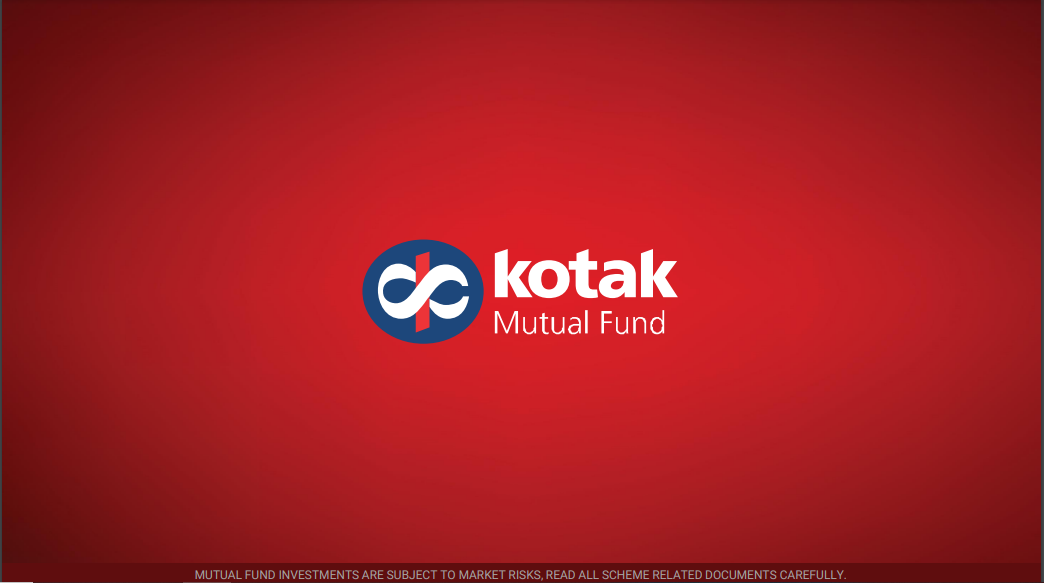 kotak
Mutual Fund
MUTUAL FUND INVESTMENTS ARE SUBJECT TO MARKET RISKS, READ ALL SCHEME RELATED DOCUMENTS CAREFULLY.